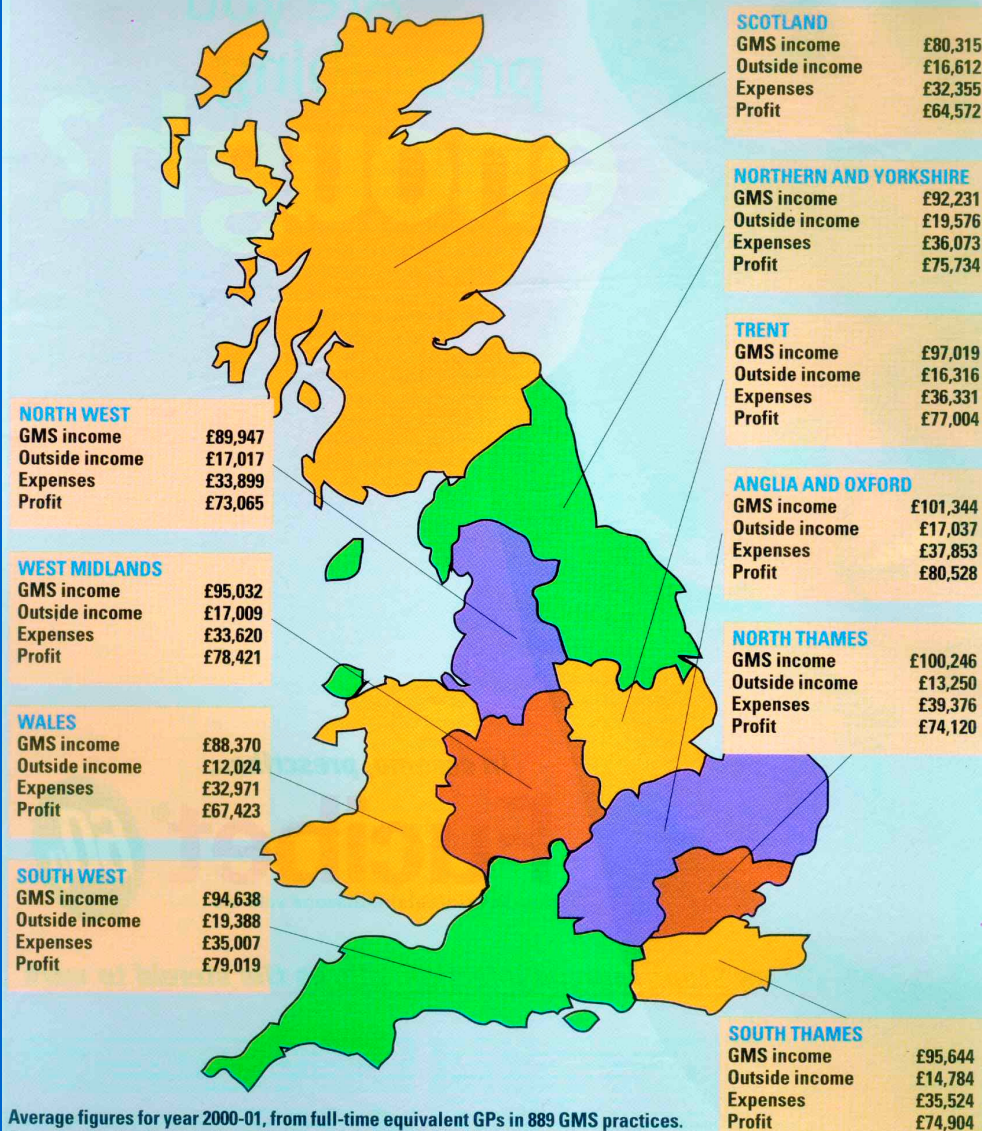 SCOTLAND
GMS income £80,315
Outside income £16,612
Expenses £32,355
Profit £64,572
NORTHERN AND YORKSHIRE
GMS income £92,231
Outside income £19,576
Expenses £36,073
Profit £75,734
TRENT
GMS income £97,019
Outside income £16,316
Expenses £36,331
Profit £77,004
ANGLIA AND OXFORD
GMS income £101,344
Outside income £17,037
Expenses £37,853
Profit £80,528
NORTH THAMES
GMS income £100,246
Outside income £13,250
Expenses £39,376
Profit £74,120
SOUTH THAMES
GMS income £95,644
Outside income £14,784
Expenses £35,524
Profit £74,904
NORTH WEST
GMS income £89,947
Outside income £17,017
Expenses £33,899
Profit £73,065
WEST MIDLANDS
GMS income £95,032
Outside income £17,009
Expenses £33,620
Profit £78,421
WALES
GMS income £88,370
Outside income £12,024
Expenses £32,971
Profit £67,423
SOUTH WEST
GMS income £94,638
Outside income £19,388
Expenses £35,007
Profit £79,019
Average figures for year 2000-01, from full-time equivalent GPs in 889 GMS practices.